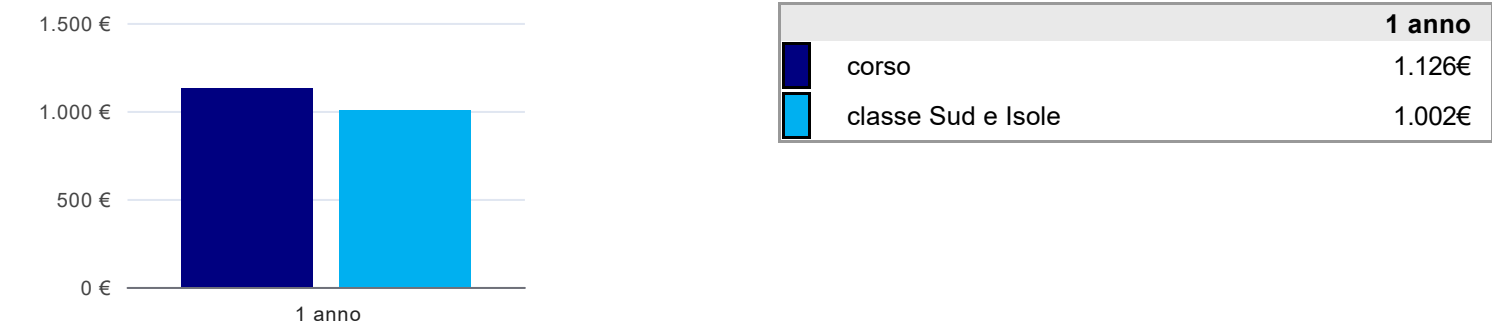 1.500 €
1.000 €
500 €
0 €
1 anno
1 anno
corso 1.126€
classe Sud e Isole 1.002€